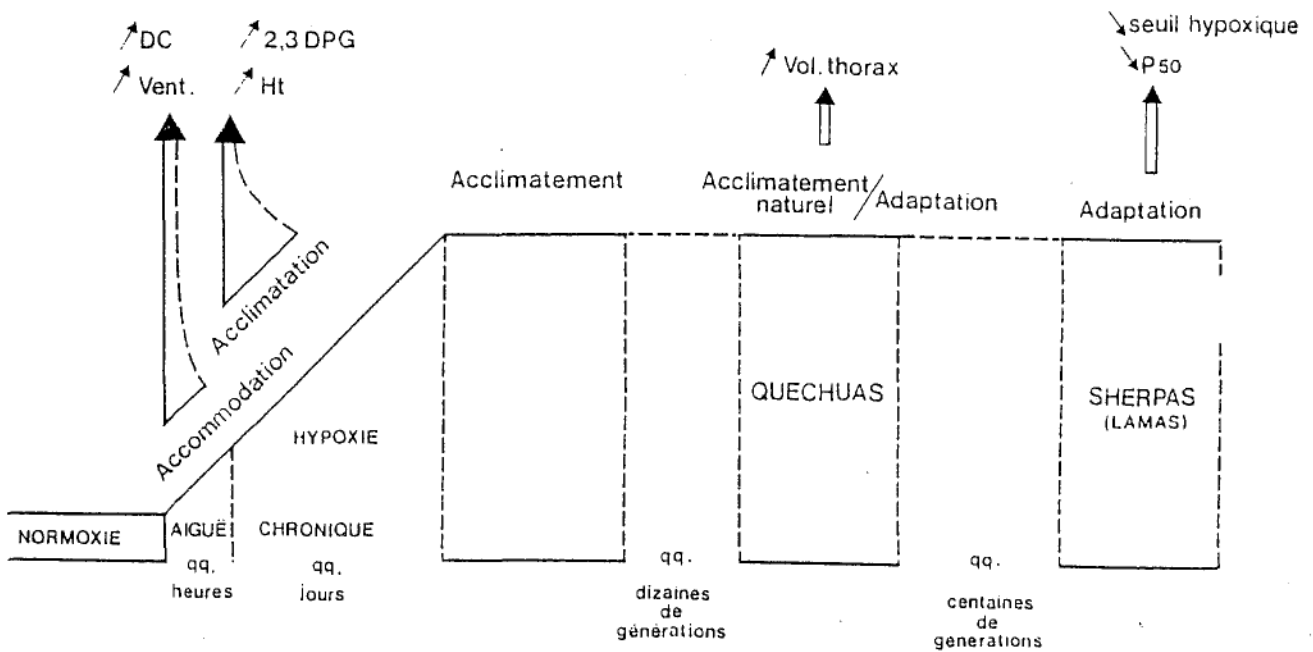 ↗DC
↗Vent.
↗2,3 DPG
↗Ht
↗Vol. thorax
↘seuil hypoxique
↘P50
Acclimatement
Acclimatement naturel / Adaptation
Adaptation
Acclimatation
Accommodation
HYPOXIE
QUECHUAS
SHERPAS
(LAMAS)
NORMOXIE
AIGUË
CHRONIQUE
qq.
heures
qq.
jours
qq.
dizaines
de
générations
qq.
centaines
de
générations